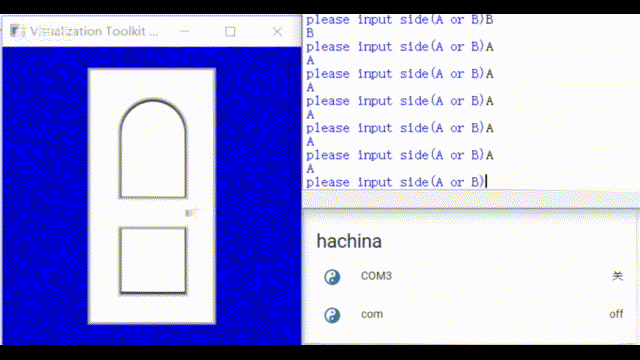 Visualization Toolkit ...
please input side(A or B)B
B
please input side(A or B)A
A
please input side(A or B)A
A
please input side(A or B)A
A
please input side(A or B)A
A
please input side(A or B)A
A
please input side(A or B)
hachina
COM3 关
com off